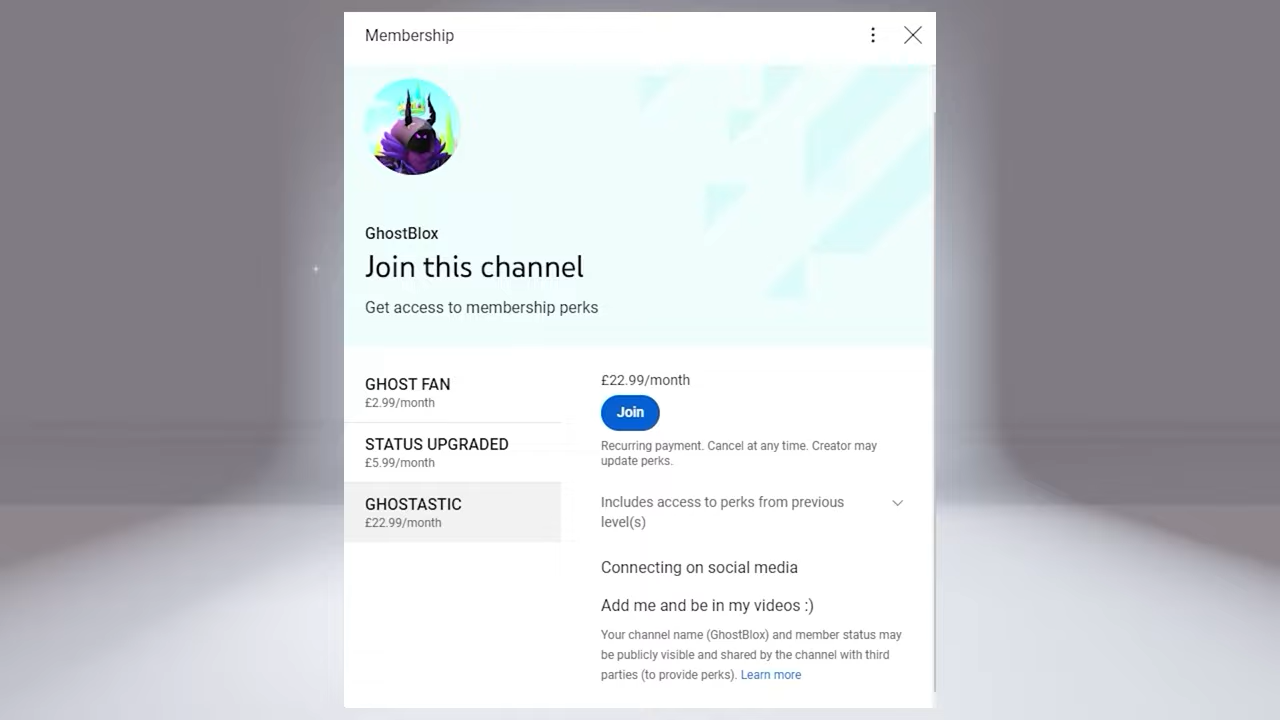 Membership
GhostBlox
Join this channel
Get access to membership perks
GHOST FAN
£2.99/month
STATUS UPGRADED
£5.99/month
GHOSTASTIC
£22.99/month
£22.99/month
Join
Recurring payment. Cancel at any time. Creator may
update perks.
Includes access to perks from previous
level(s)
Connecting on social media
Add me and be in my videos :)
Your channel name (GhostBlox) and member status may
be publicly visible and shared by the channel with third
parties (to provide perks). Learn more